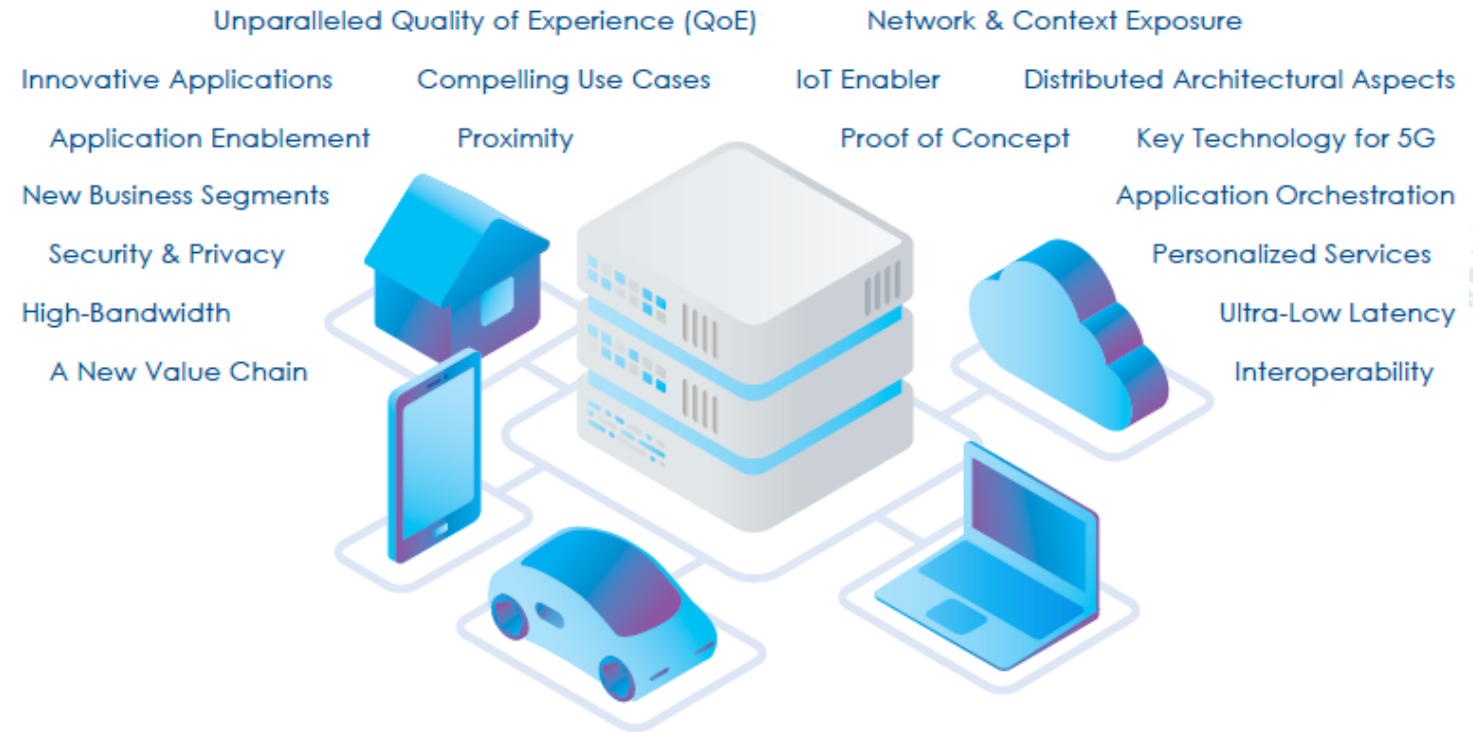 Unparalleled Quality of Experience (QoE) Network & Context Exposure
Innovative Applications Compelling Use Cases IoT Enabler Distributed Architectural Aspects
Application Enablement Proximity Proof of Concept Key Technology for 5G
New Business Segments Application Orchestration
Security & Privacy Personalized Services
High-Bandwidth Ultra-Low Latency
A New Value Chain Interoperability